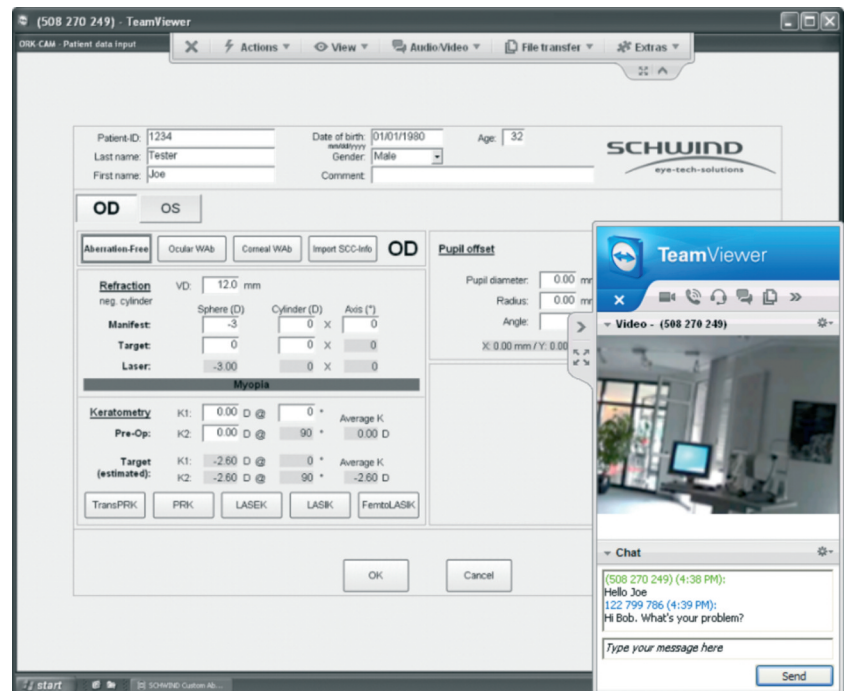 (508 270 249) - TeamViewer
ORK-CAM - Patient data input
Actions View Audio/Video File transfer Extras
Patient-ID: 1234 Date of birth: 01/01/1980 Age: 32
mm/dd/yyyy
Last name: Tester Gender: Male
First name: Joe Comment:
SCHWIND
eye-tech-solutions
OD OS
Aberration-Free Ocular WAb Corneal WAb Import SCC-Info OD
Refraction VD: 12.0 mm
neg. cylinder
Sphere (D) Cylinder (D) Axis (°)
Manifest: -3 0 X 0
Target: 0 0 X 0
Laser: -3.00 0 X 0
Myopia
Keratometry K1: 0.00 D @ 0 ° Average K
Pre-Op: K2: 0.00 D @ 90 ° 0.00 D
Target K1: -2.60 D @ 0 ° Average K
(estimated): K2: -2.60 D @ 90 ° -2.60 D
TransPRK PRK LASEK LASIK FemtoLASIK
Pupil offset
Pupil diameter: 0.00 mm
Radius: 0.00 mm
Angle:
X: 0.00 mm / Y: 0.00
OK Cancel
TeamViewer
Video - (508 270 249)
Chat
(508 270 249) (4:38 PM):
Hello Joe
122 799 786 (4:39 PM):
Hi Bob. What's your problem?
Type your message here
Send
start SCHWIND Custom Ab...